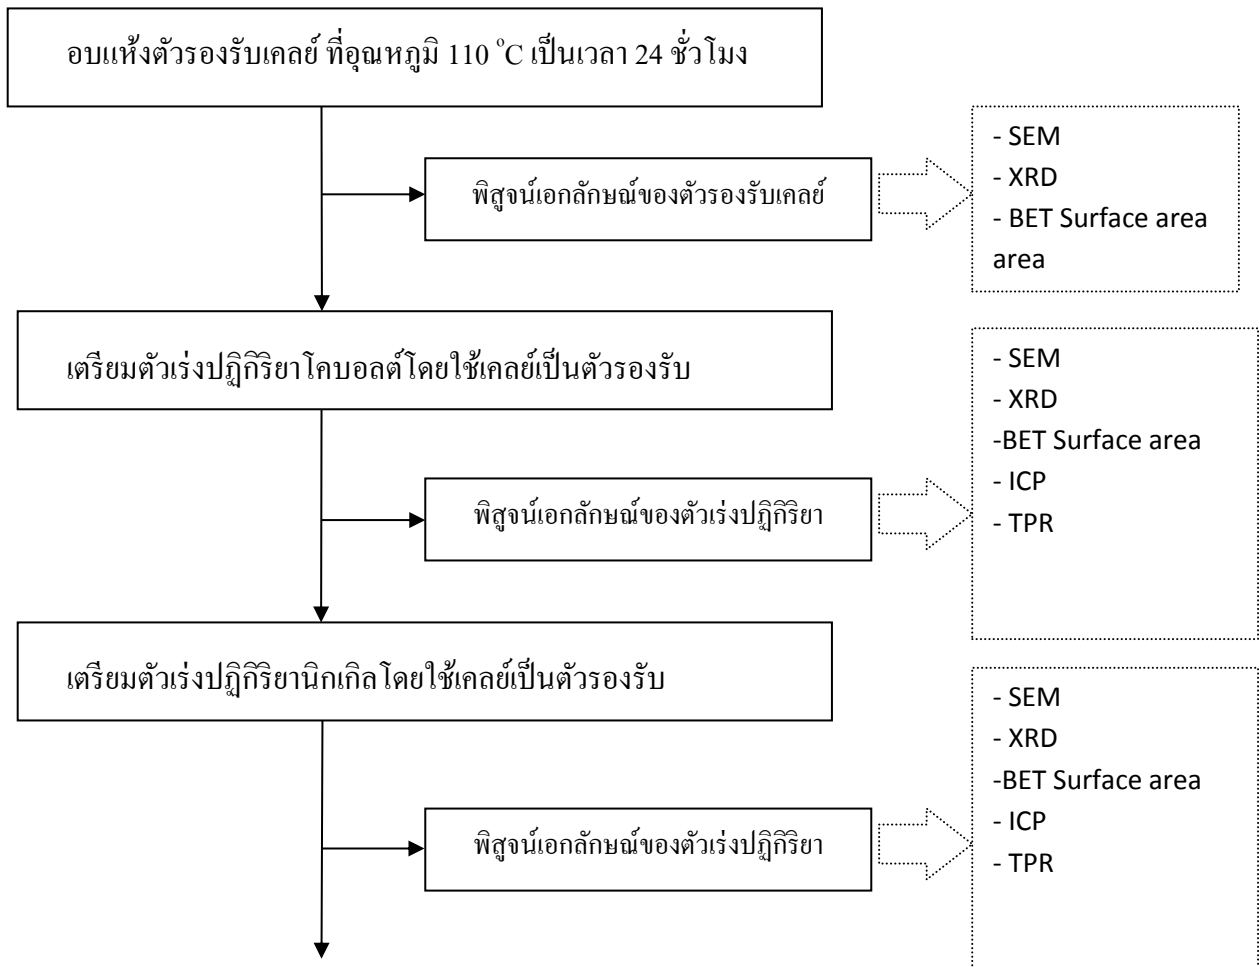 อบแห้งตัวรองรับเคลย์ ที่อุณหภูมิ 110 °C เป็นเวลา 24 ชั่วโมง
พิสูจน์เอกลักษณ์ของตัวรองรับเคลย์
- SEM
- XRD
- BET Surface area
area
เตรียมตัวเร่งปฏิกิริยาโคบอลต์โดยใช้เคลย์เป็นตัวรองรับ
พิสูจน์เอกลักษณ์ของตัวเร่งปฏิกิริยา
- SEM
- XRD
-BET Surface area
- ICP
- TPR
เตรียมตัวเร่งปฏิกิริยานิกเกิลโดยใช้เคลย์เป็นตัวรองรับ
พิสูจน์เอกลักษณ์ของตัวเร่งปฏิกิริยา
- SEM
- XRD
-BET Surface area
- ICP
- TPR